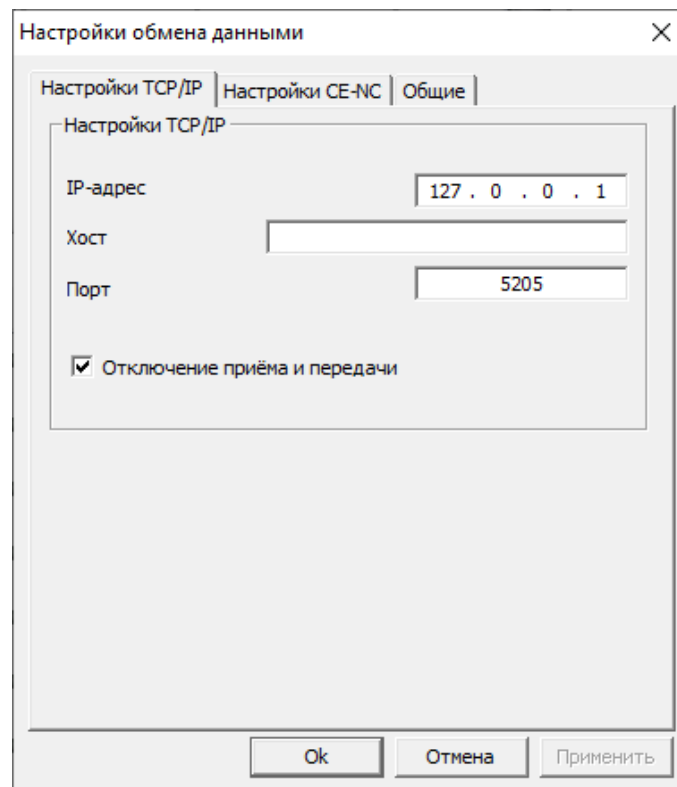 Настройки обмена данными
Настройки TCP/IP Настройки CE-NC Общие
Настройки TCP/IP
IP-адрес 127 . 0 . 0 . 1
Хост
Порт 5205
Отключение приёма и передачи
Ok Отмена Применить